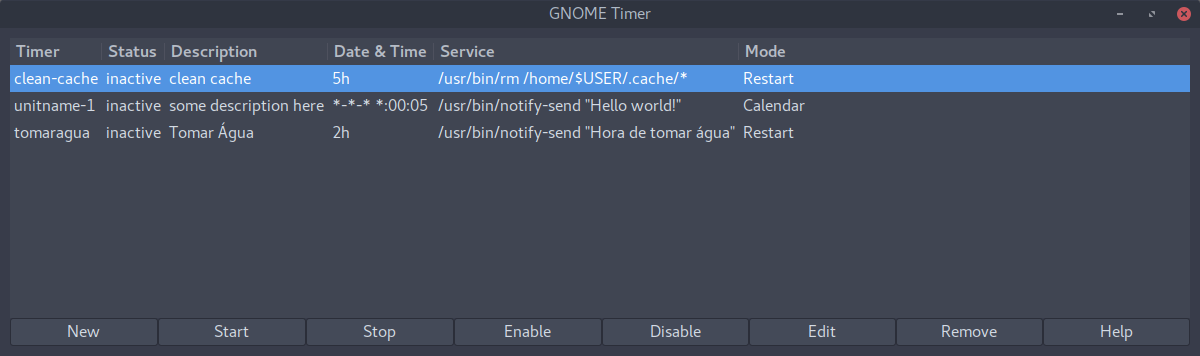 GNOME Timer
Timer Status Description Date & Time Service Mode
clean-cache inactive clean cache 5h /usr/bin/rm /home/$USER/.cache/* Restart
unitname-1 inactive some description here *-*-* *:00:05 /usr/bin/notify-send "Hello world!" Calendar
tomaragua inactive Tomar Água 2h /usr/bin/notify-send "Hora de tomar água" Restart
New Start Stop Enable Disable Edit Remove Help